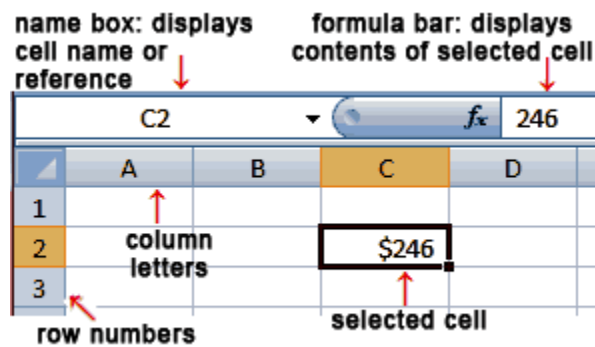 name box: displays
cell name or
reference
formula bar: displays
contents of selected cell
C2
fx 246
A B C D
1
2 $246
3
column
letters
selected cell
row numbers